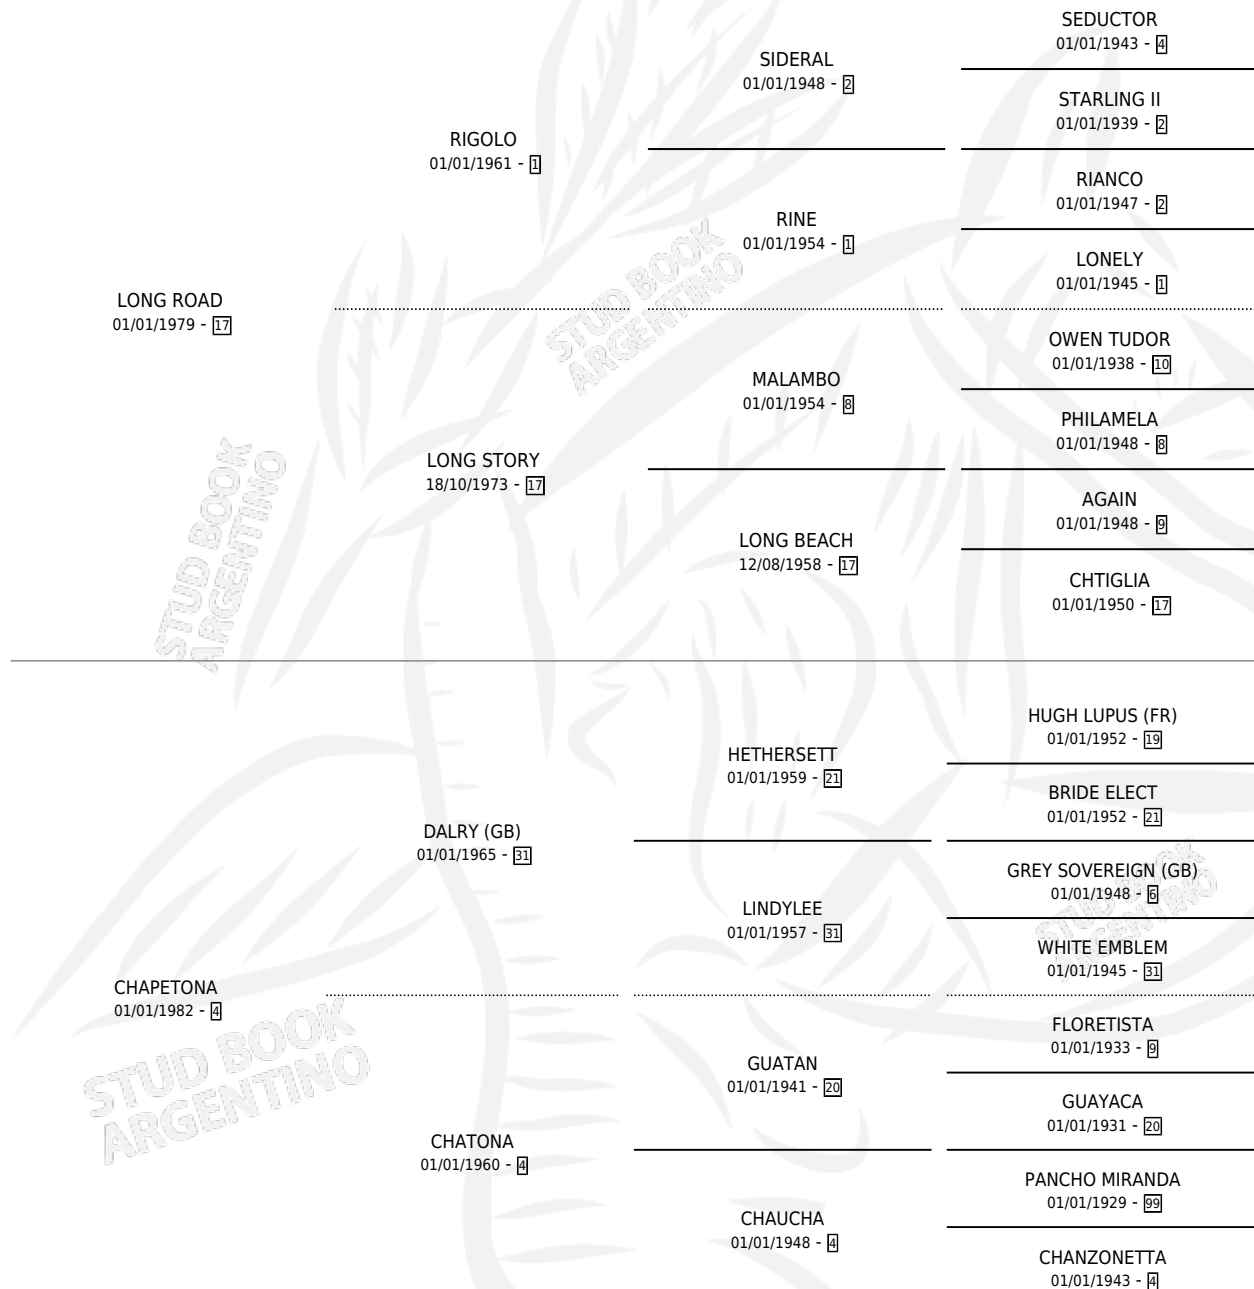 SEDUCTOR
01/01/1943 - 4
SIDERAL
01/01/1948 - 2
STARLING II
01/01/1939 - 2
RIGOLO
01/01/1961 - 1
RIANCO
01/01/1947 - 2
RINE
01/01/1954 - 1
LONELY
01/01/1945 - 1
LONG ROAD
01/01/1979 - 17
OWEN TUDOR
01/01/1938 - 10
MALAMBO
01/01/1954 - 8
PHILAMELA
01/01/1948 - 8
LONG STORY
18/10/1973 - 17
AGAIN
01/01/1948 - 9
LONG BEACH
12/08/1958 - 17
CHTIGLIA
01/01/1950 - 17
HUGH LUPUS (FR)
01/01/1952 - 19
HETHERSETT
01/01/1959 - 21
BRIDE ELECT
01/01/1952 - 21
DALRY (GB)
01/01/1965 - 31
GREY SOVEREIGN (GB)
01/01/1948 - 6
LINDYLEE
01/01/1957 - 31
WHITE EMBLEM
01/01/1945 - 31
CHAPETONA
01/01/1982 - 4
FLORETISTA
01/01/1933 - 9
GUATAN
01/01/1941 - 20
GUAYACA
01/01/1931 - 20
CHATONA
01/01/1960 - 4
PANCHO MIRANDA
01/01/1929 - 99
CHAUCHA
01/01/1948 - 4
CHANZONETTA
01/01/1943 - 4
STUD BOOK
ARGENTINO
STUD BOOK
ARGENTINO
STUD BOOK
ARGENTINO
STUD BOOK
ARGENTINO